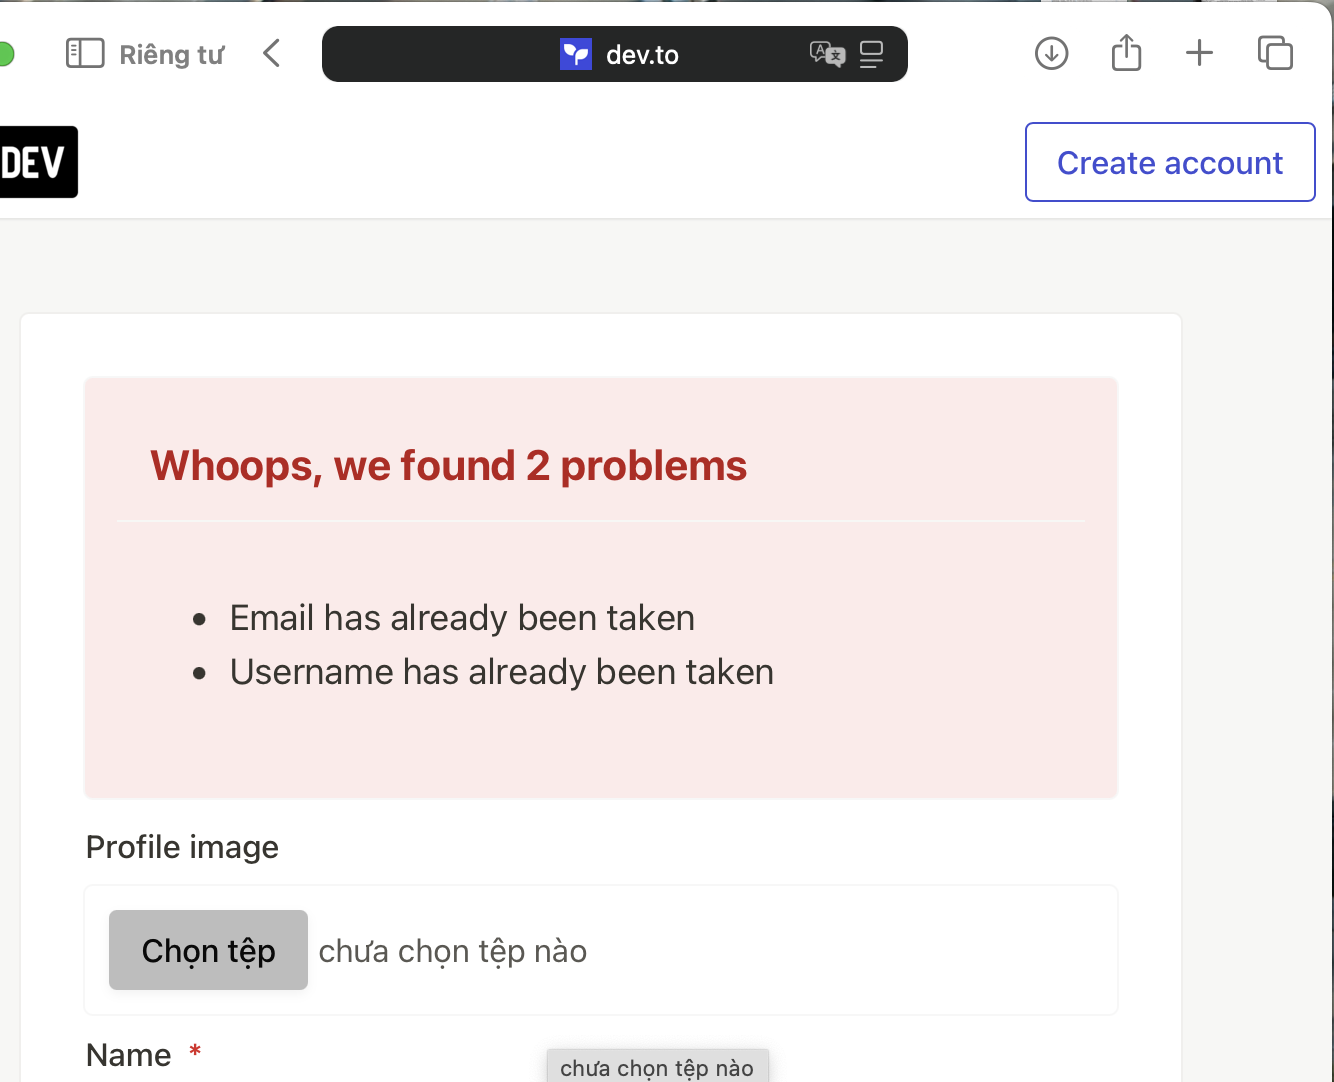 Riêng tư
dev.to
DEV
Create account
Whoops, we found 2 problems
Email has already been taken
Username has already been taken
Profile image
Chọn tệp chưa chọn tệp nào
Name *
chưa chọn tệp nào